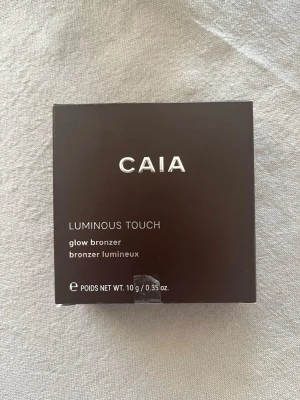 CAIA
LUMINOUS TOUCH
glow bronzer
bronzer lumineux
e POIDS NET WT. 10 g / 0.35 oz.